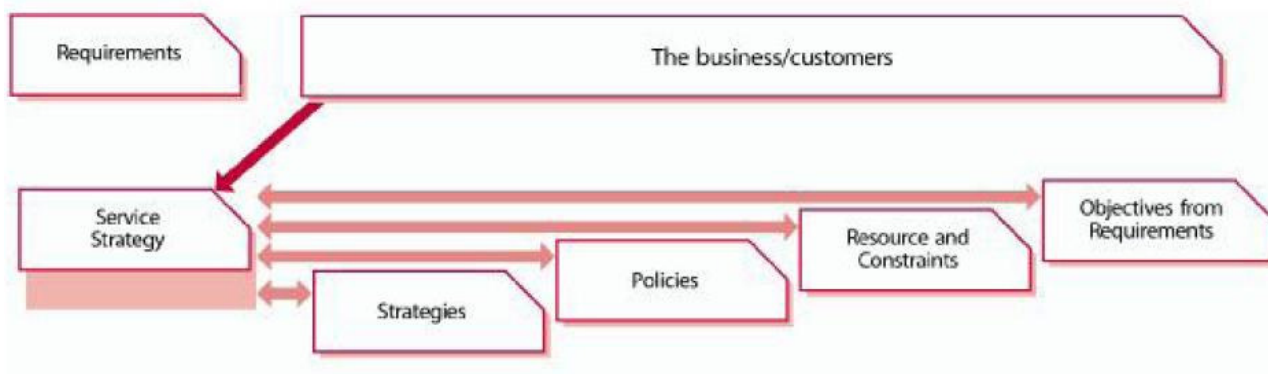 Requirements
The business/customers
Service
Strategy
Objectives from
Requirements
Resource and
Constraints
Policies
Strategies